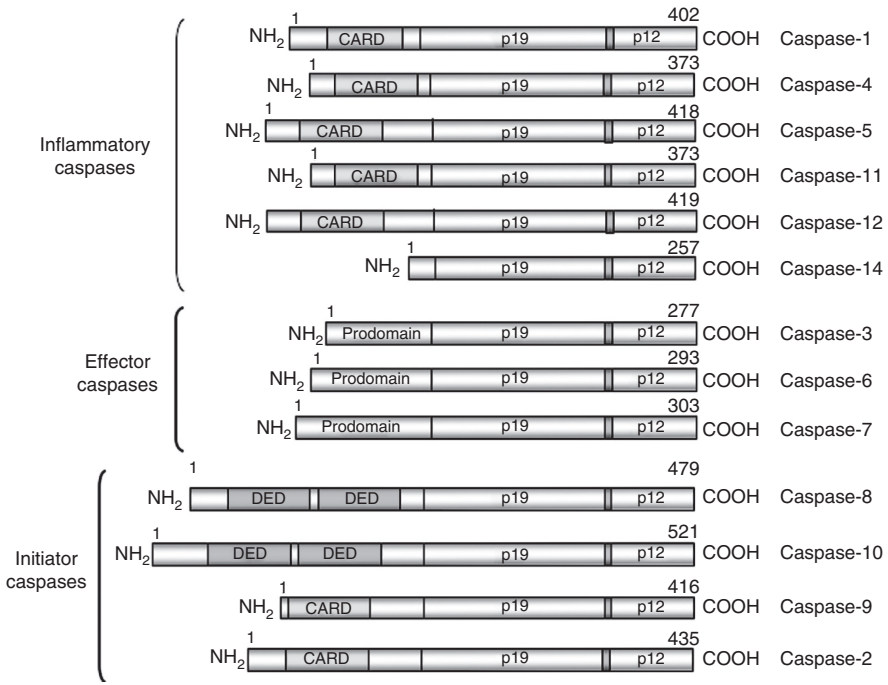 1 402
NH2 CARD p19 p12 COOH Caspase-1
1 373
NH2 CARD p19 p12 COOH Caspase-4
1 418
NH2 CARD p19 p12 COOH Caspase-5
Inflammatory
caspases
1 373
NH2 CARD p19 p12 COOH Caspase-11
1 419
NH2 CARD p19 p12 COOH Caspase-12
1 257
NH2 p19 p12 COOH Caspase-14
1 277
NH2 Prodomain p19 p12 COOH Caspase-3
Effector
caspases
1 293
NH2 Prodomain p19 p12 COOH Caspase-6
1 303
NH2 Prodomain p19 p12 COOH Caspase-7
1 479
NH2 DED DED p19 p12 COOH Caspase-8
1 521
NH2 DED DED p19 p12 COOH Caspase-10
Initiator
caspases
1 416
NH2 CARD p19 p12 COOH Caspase-9
1 435
NH2 CARD p19 p12 COOH Caspase-2